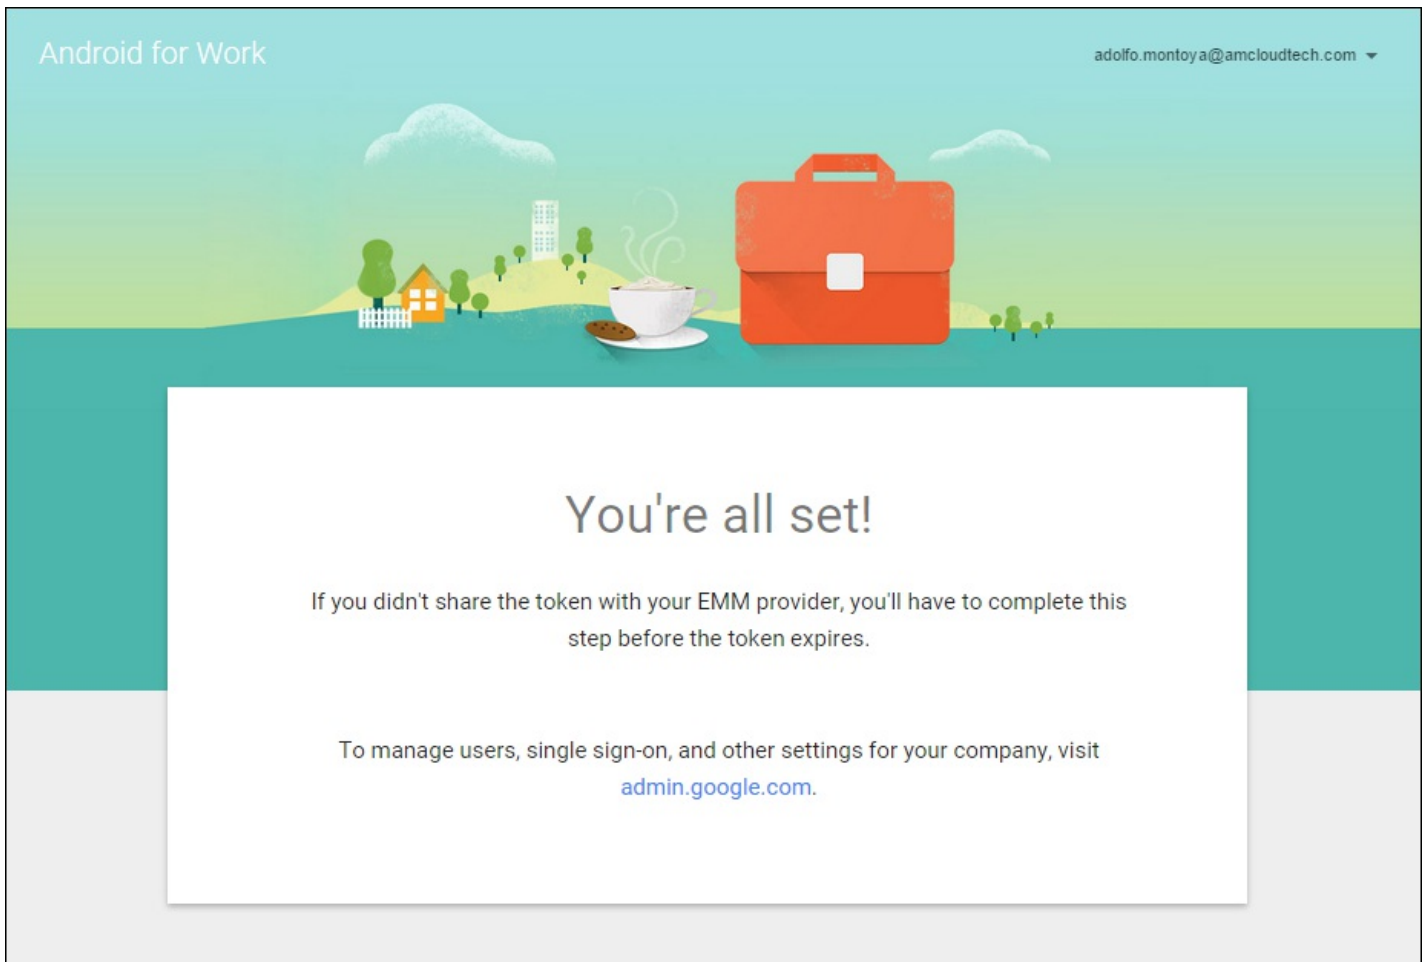 Android for Work
adolfo.montoya@amcloudtech.com
You're all set!
If you didn't share the token with your EMM provider, you'll have to complete this
step before the token expires.
To manage users, single sign-on, and other settings for your company, visit
admin.google.com.